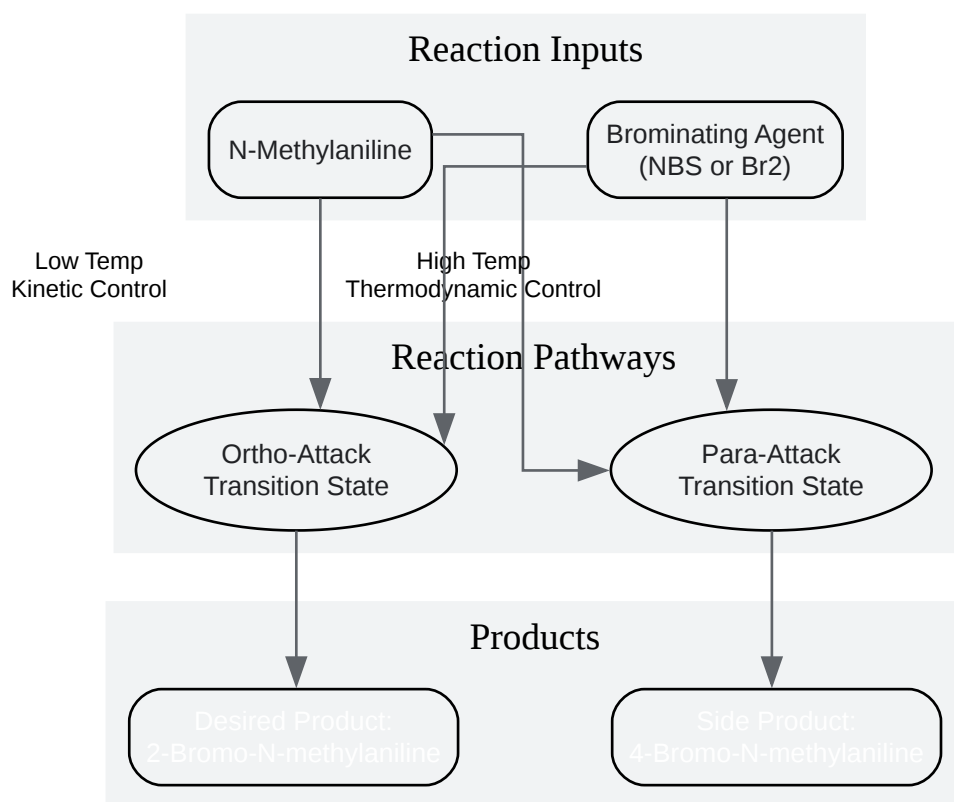 Reaction Inputs
N-Methylaniline
Brominating Agent
(NBS or Br2)
Low Temp
Kinetic Control
High Temp
Thermodynamic Control
Reaction Pathways
Ortho-Attack
Transition State
Para-Attack
Transition State
Products
Desired Product:
2-Bromo-N-methylaniline
Side Product:
4-Bromo-N-methylaniline